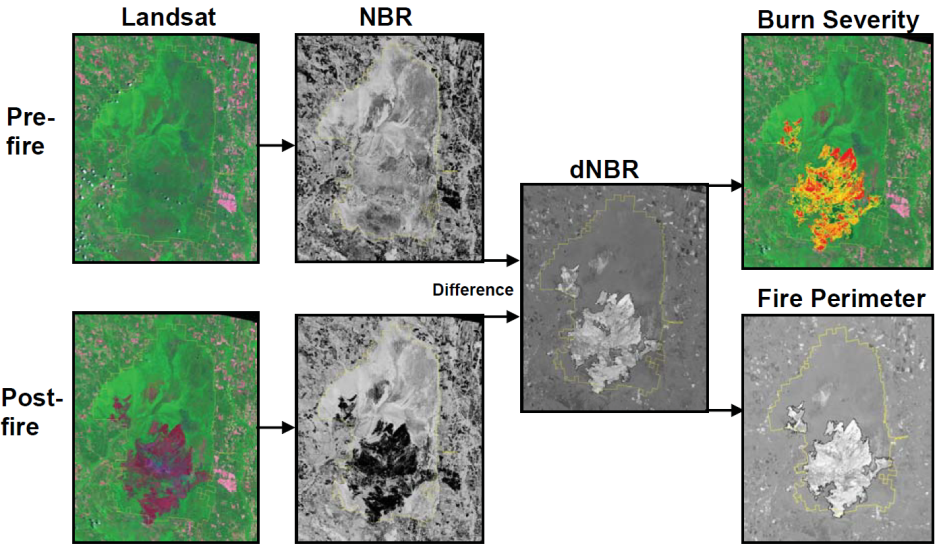 Landsat
NBR
Burn Severity
Pre-
fire
dNBR
Difference
Fire Perimeter
Post-
fire